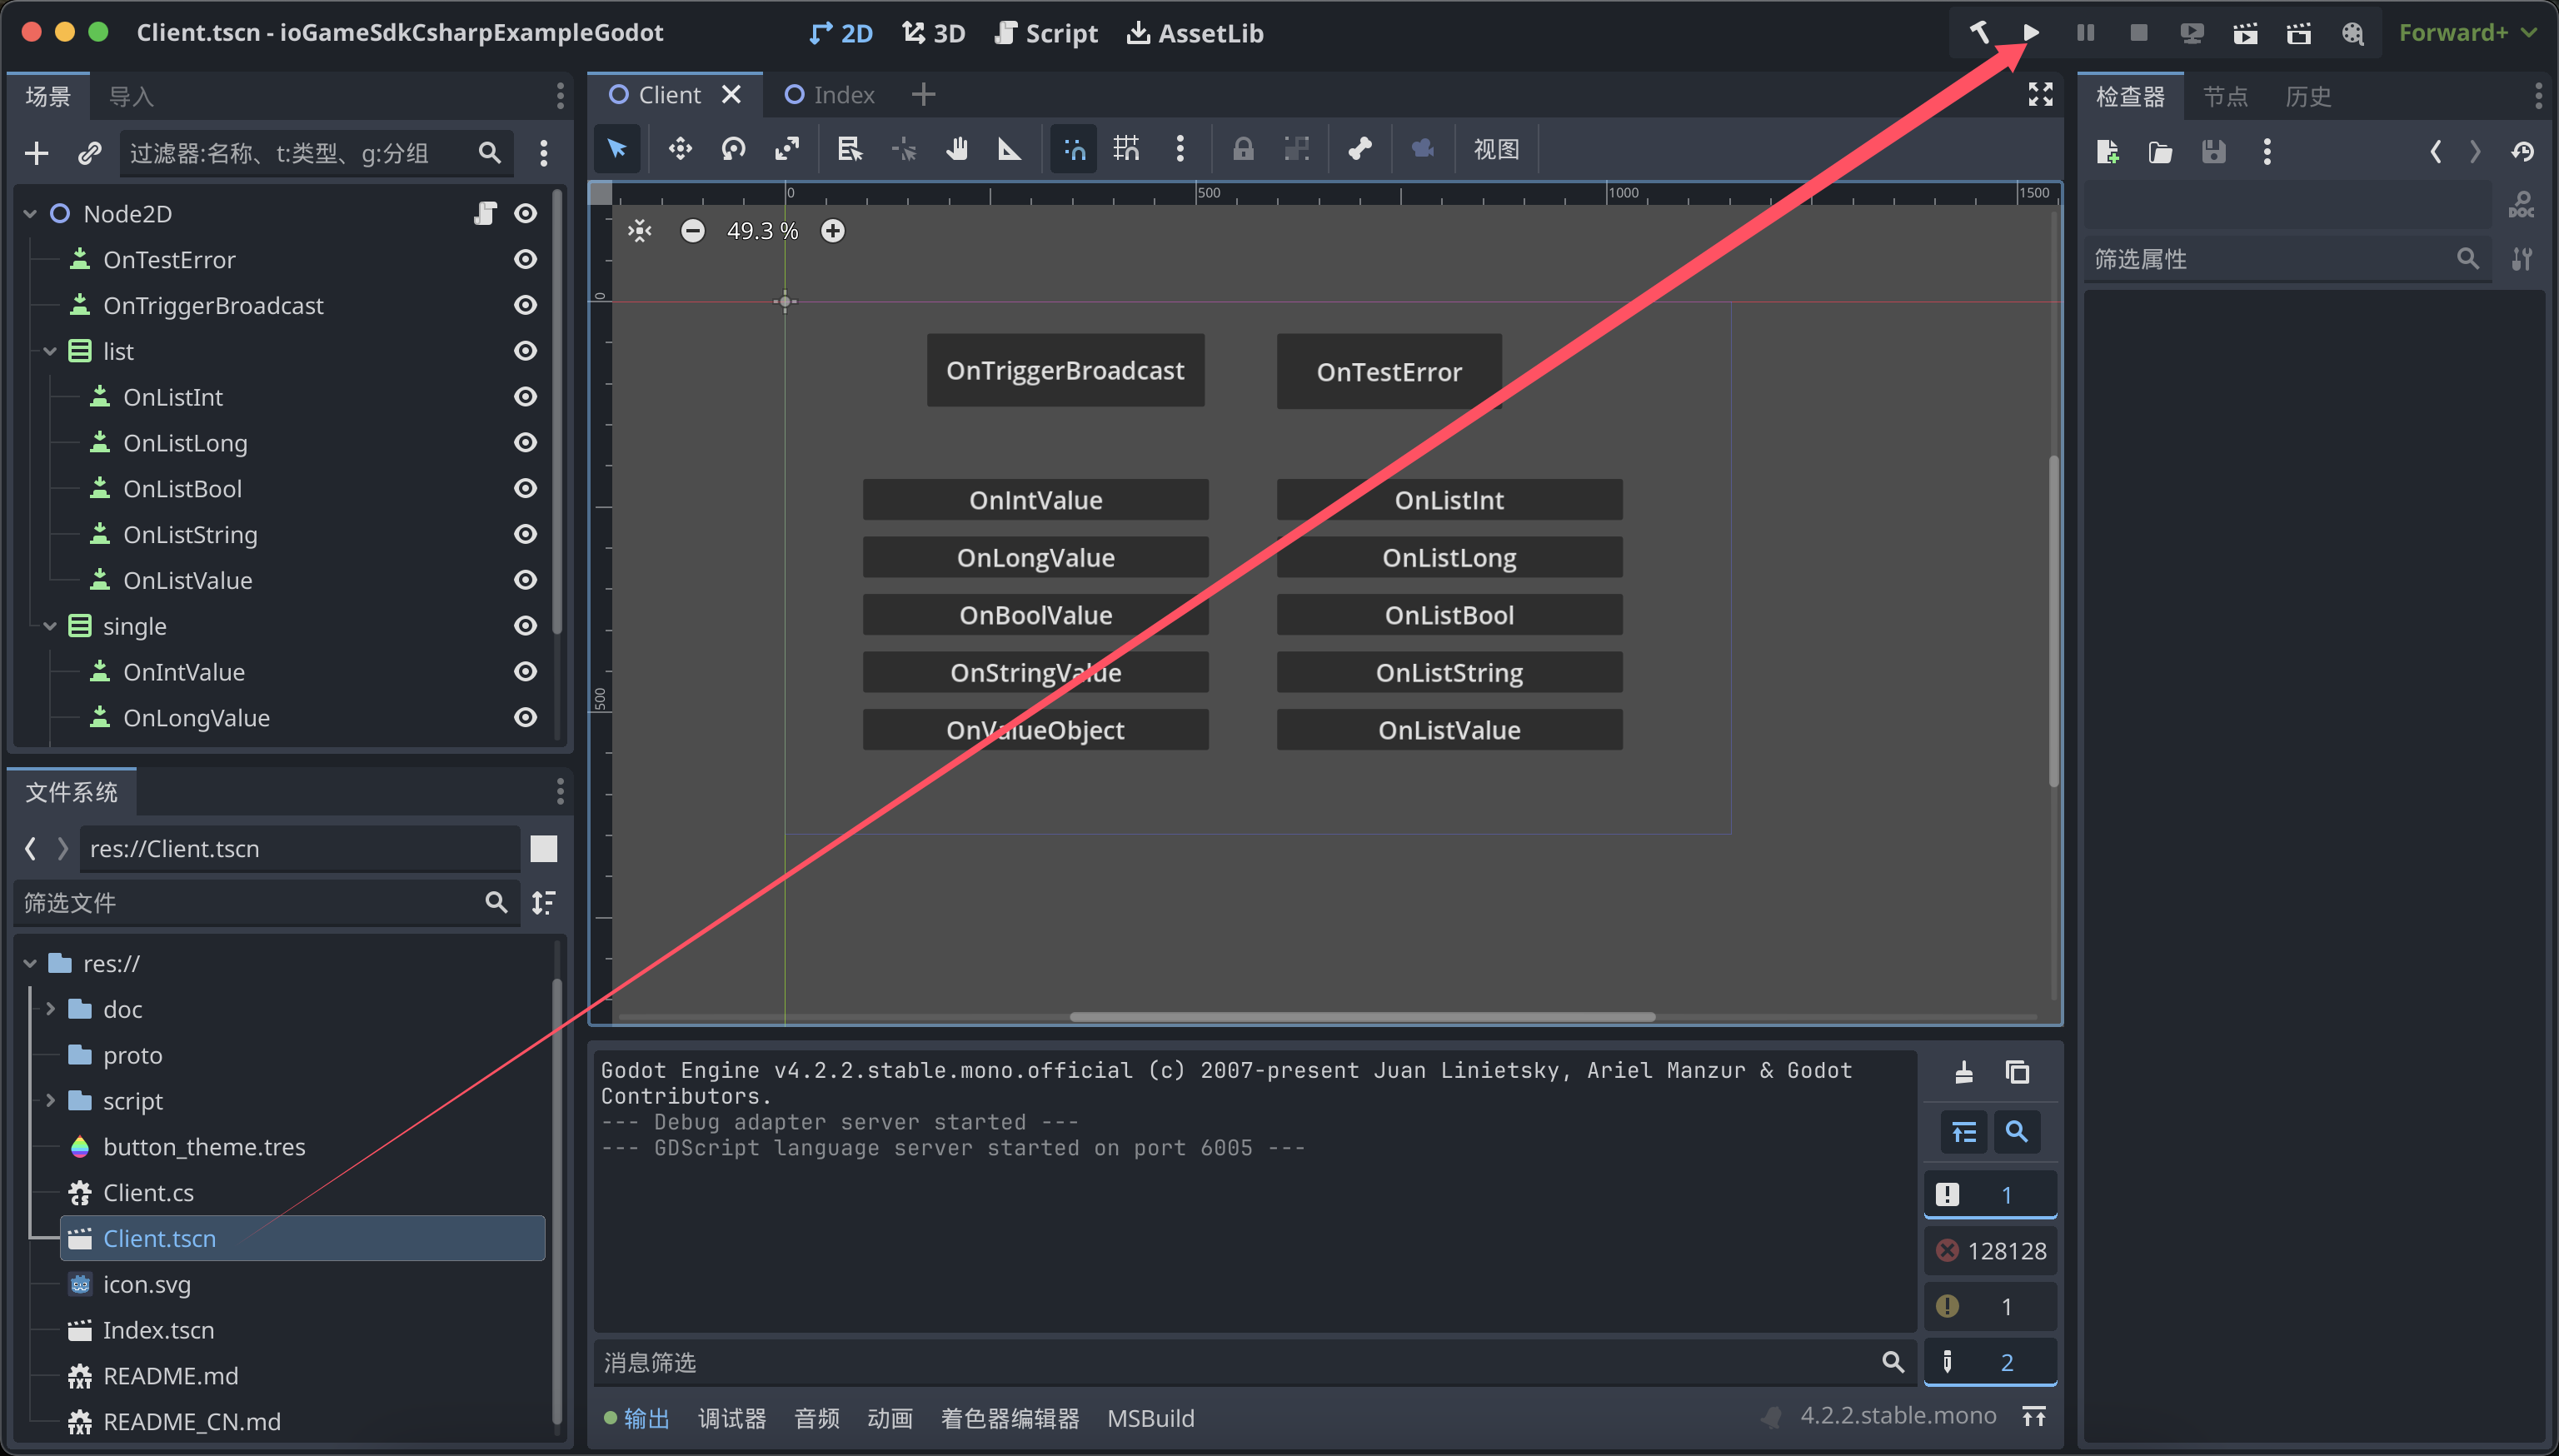 Client.tscn - ioGameSdkCsharpExampleGodot
2D 3D Script AssetLib
Forward+
场景 导入
过滤器:名称、t:类型、g:分组
Node2D
OnTestError
OnTriggerBroadcast
list
OnListInt
OnListLong
OnListBool
OnListString
OnListValue
single
OnIntValue
OnLongValue
文件系统
res://Client.tscn
筛选文件
res://
doc
proto
script
button_theme.tres
Client.cs
Client.tscn
icon.svg
Index.tscn
README.md
README_CN.md
Client Index
视图
0 500 1000 1500
49.3 %
0
500
OnTriggerBroadcast OnTestError
OnIntValue OnListInt
OnLongValue OnListLong
OnBoolValue OnListBool
OnStringValue OnListString
OnValueObject OnListValue
Godot Engine v4.2.2.stable.mono.official (c) 2007-present Juan Linietsky, Ariel Manzur & Godot
Contributors.
--- Debug adapter server started ---
--- GDScript language server started on port 6005 ---
1
128128
1
2
消息筛选
输出 调试器 音频 动画 着色器编辑器 MSBuild
4.2.2.stable.mono
检查器 节点 历史
DOC
筛选属性